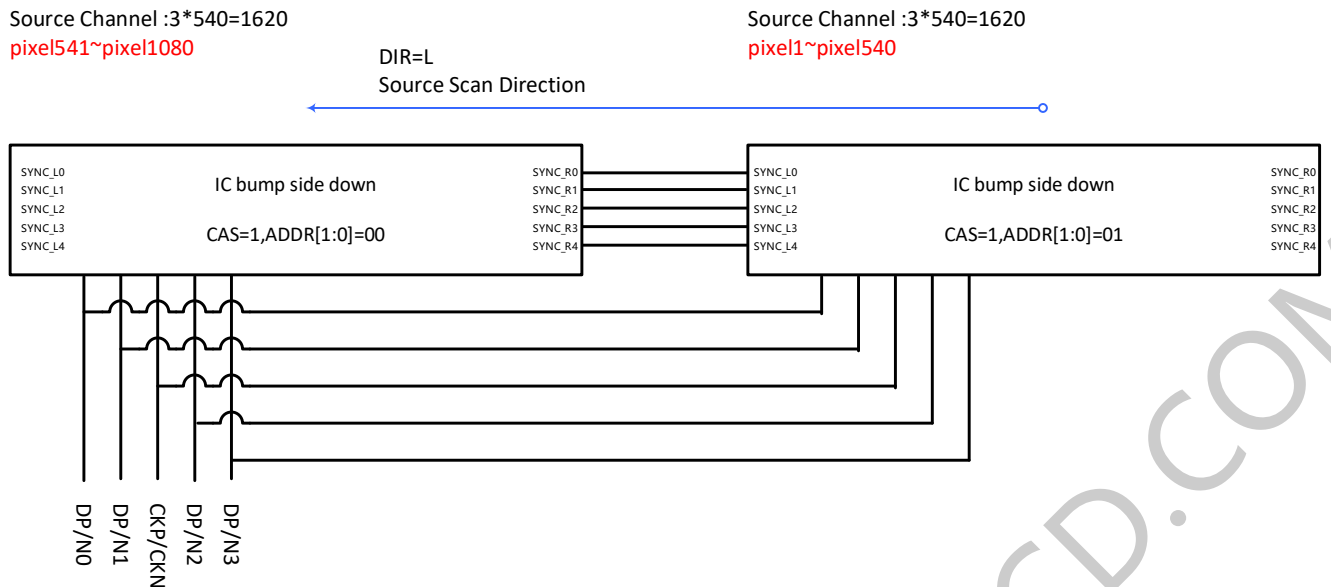 Source Channel :3*540=1620
pixel541~pixel1080
Source Channel :3*540=1620
pixel1~pixel540
DIR=L
Source Scan Direction
SYNC_L0
SYNC_L1
SYNC_L2
SYNC_L3
SYNC_L4
IC bump side down
CAS=1,ADDR[1:0]=00
SYNC_R0
SYNC_R1
SYNC_R2
SYNC_R3
SYNC_R4
SYNC_L0
SYNC_L1
SYNC_L2
SYNC_L3
SYNC_L4
IC bump side down
CAS=1,ADDR[1:0]=01
SYNC_R0
SYNC_R1
SYNC_R2
SYNC_R3
SYNC_R4
DP/N0
DP/N1
CKP/CKN
DP/N2
DP/N3
CD.COM